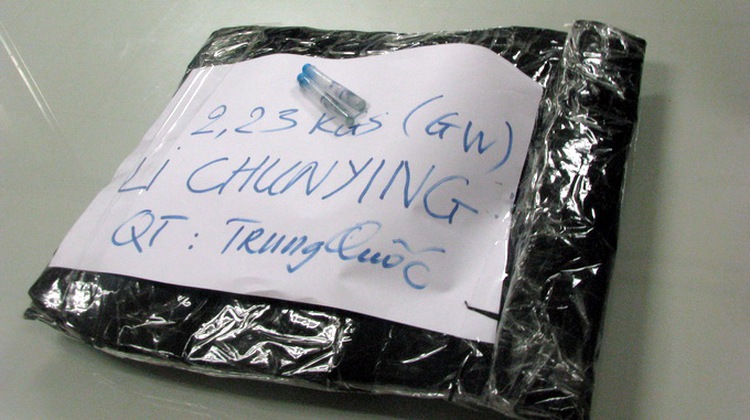 2,23 KGS (GW)
Li CHUNYING
QT : Trung Quốc